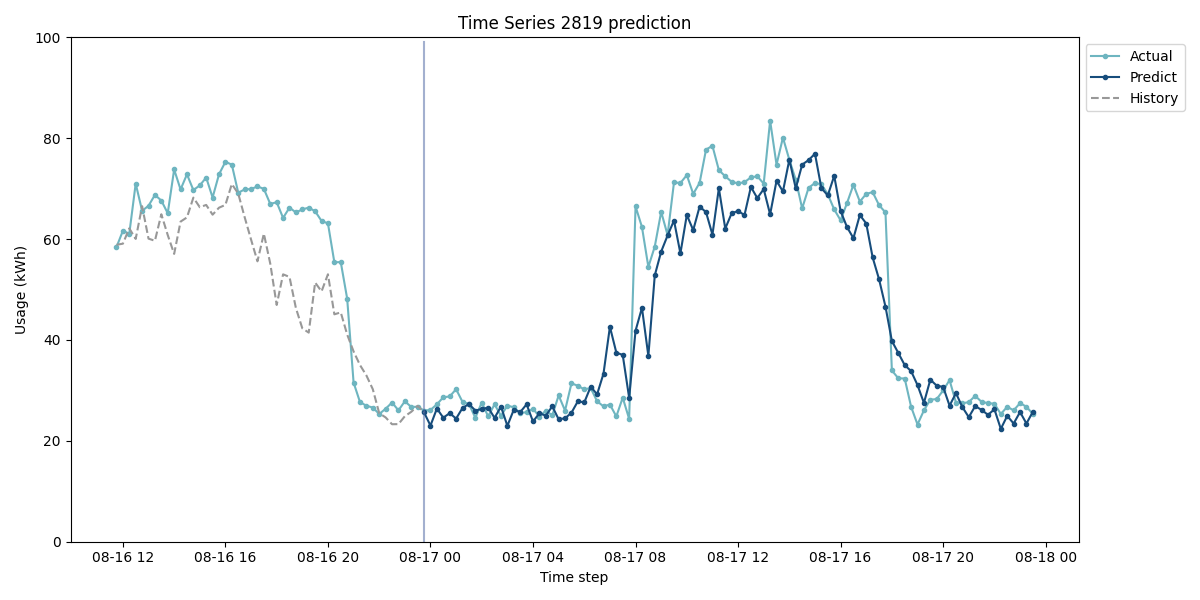 Time Series 2819 prediction
Usage (kWh)
100
80
60
40
20
0
08-16 12
08-16 16
08-16 20
08-17 00
08-17 04
08-17 08
08-17 12
08-17 16
08-17 20
08-18 00
Time step
Actual
Predict
History